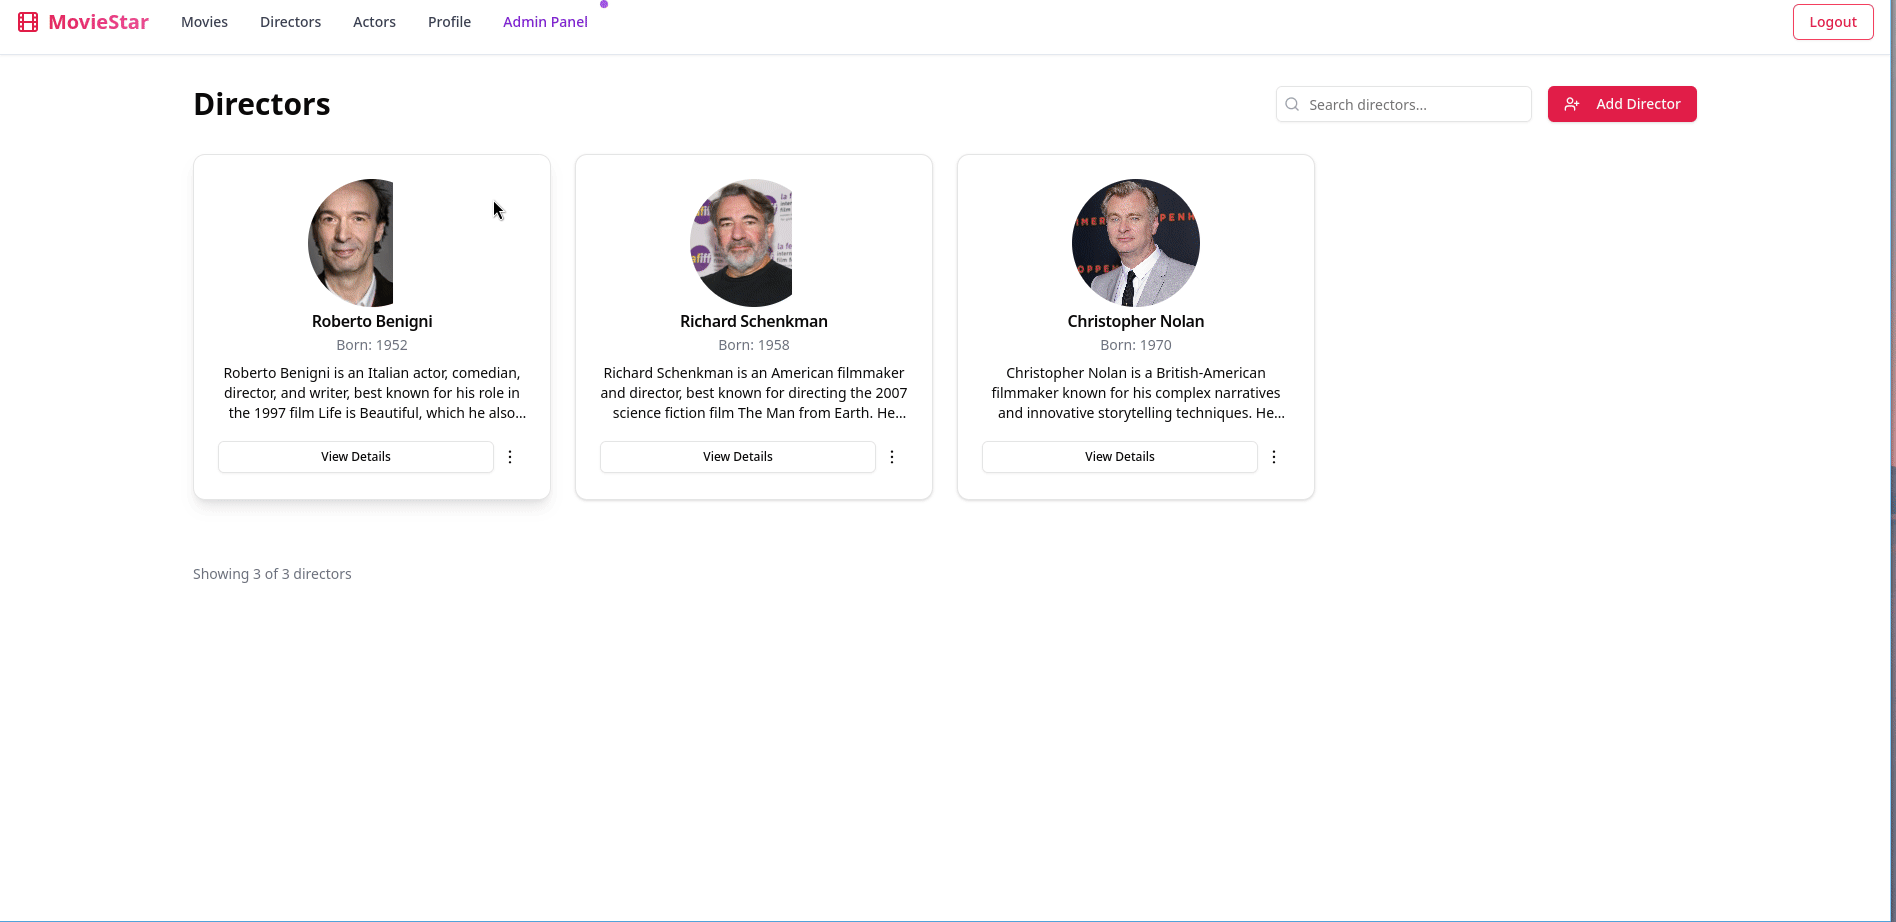 MovieStar Movies Directors Actors Profile Admin Panel Logout
Directors Search directors... Add Director
Roberto Benigni
Born: 1952
Roberto Benigni is an Italian actor, comedian,
director, and writer, best known for his role in
the 1997 film Life is Beautiful, which he also...
View Details
Richard Schenkman
Born: 1958
Richard Schenkman is an American filmmaker
and director, best known for directing the 2007
science fiction film The Man from Earth. He...
View Details
Christopher Nolan
Born: 1970
Christopher Nolan is a British-American
filmmaker known for his complex narratives
and innovative storytelling techniques. He...
View Details
Showing 3 of 3 directors